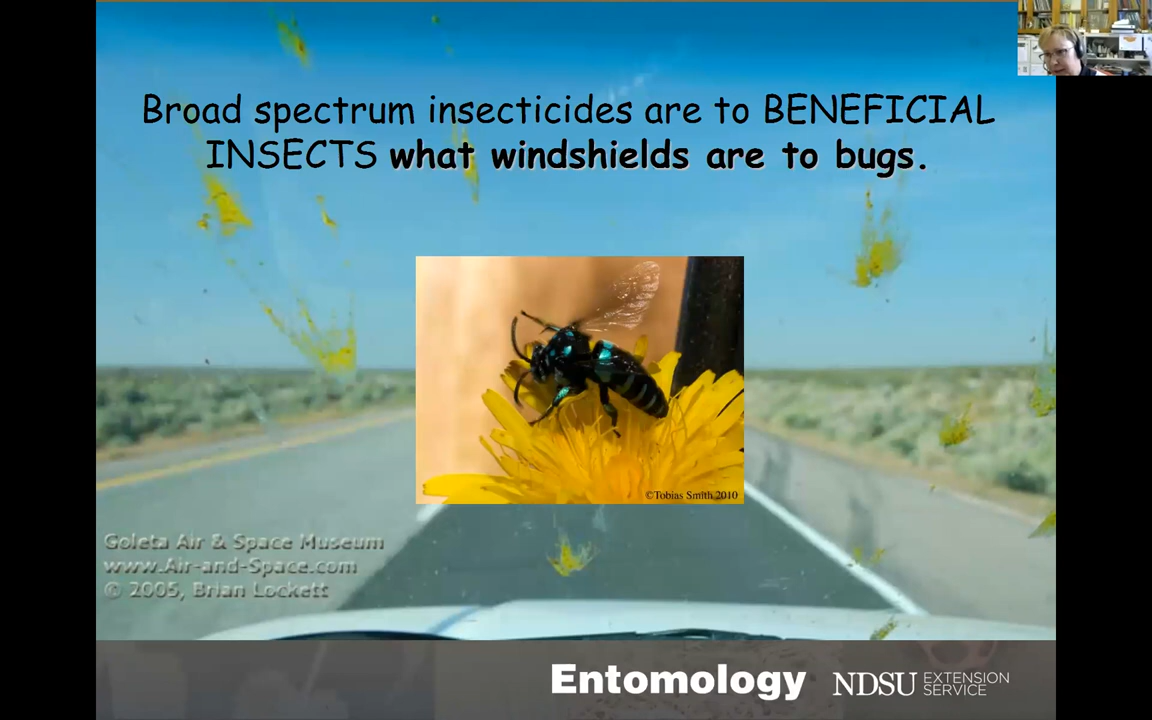 Broad spectrum insecticides are to BENEFICIAL
INSECTS what windshields are to bugs.
©Tobias Smith 2010
Goleta Air & Space Museum
www.Air-and-Space.com
© 2005, Brian Lockett
Entomology NDSU EXTENSION
SERVICE